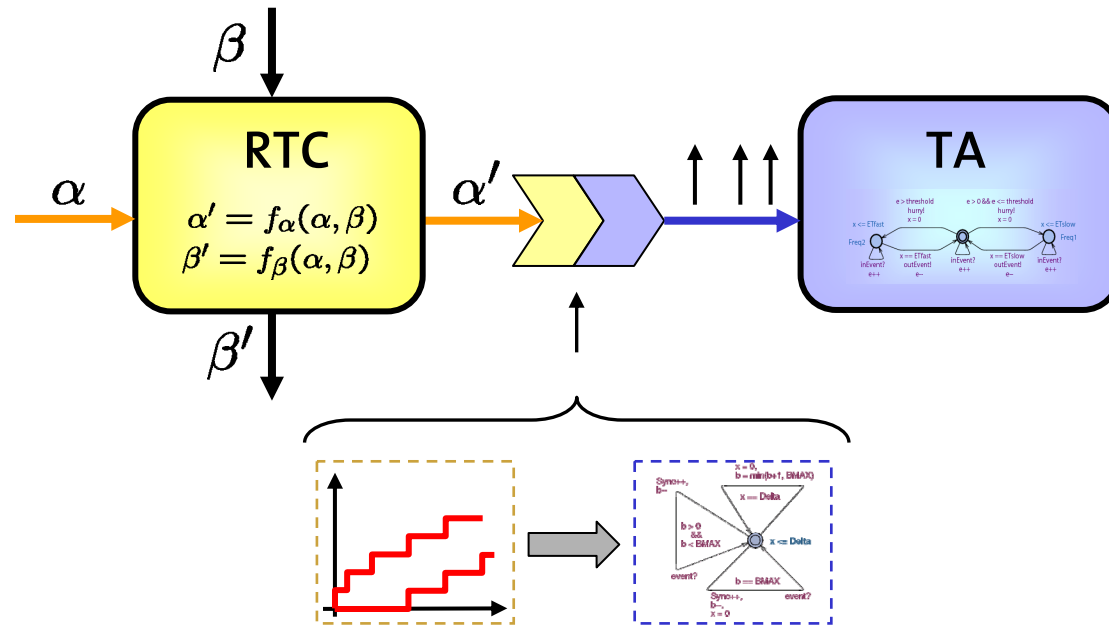 β
RTC
α
α′ = f_α(α, β)
β′ = f_β(α, β)
α′
β′
TA
e > threshold
hurry!
x = 0
e > 0 && e <= threshold
hurry!
x = 0
x <= ETfast
x <= ETslow
Freq2
Freq1
inEvent?
e++
x == ETfast
outEvent!
e--
inEvent?
e++
x == ETslow
outEvent!
e--
inEvent?
e++
x = 0,
b = min(b+1, BMAX)
Sync++,
b--
x == Delta
b > 0
&&
b < BMAX
x <= Delta
event?
b == BMAX
Sync++,
b--,
x = 0
event?